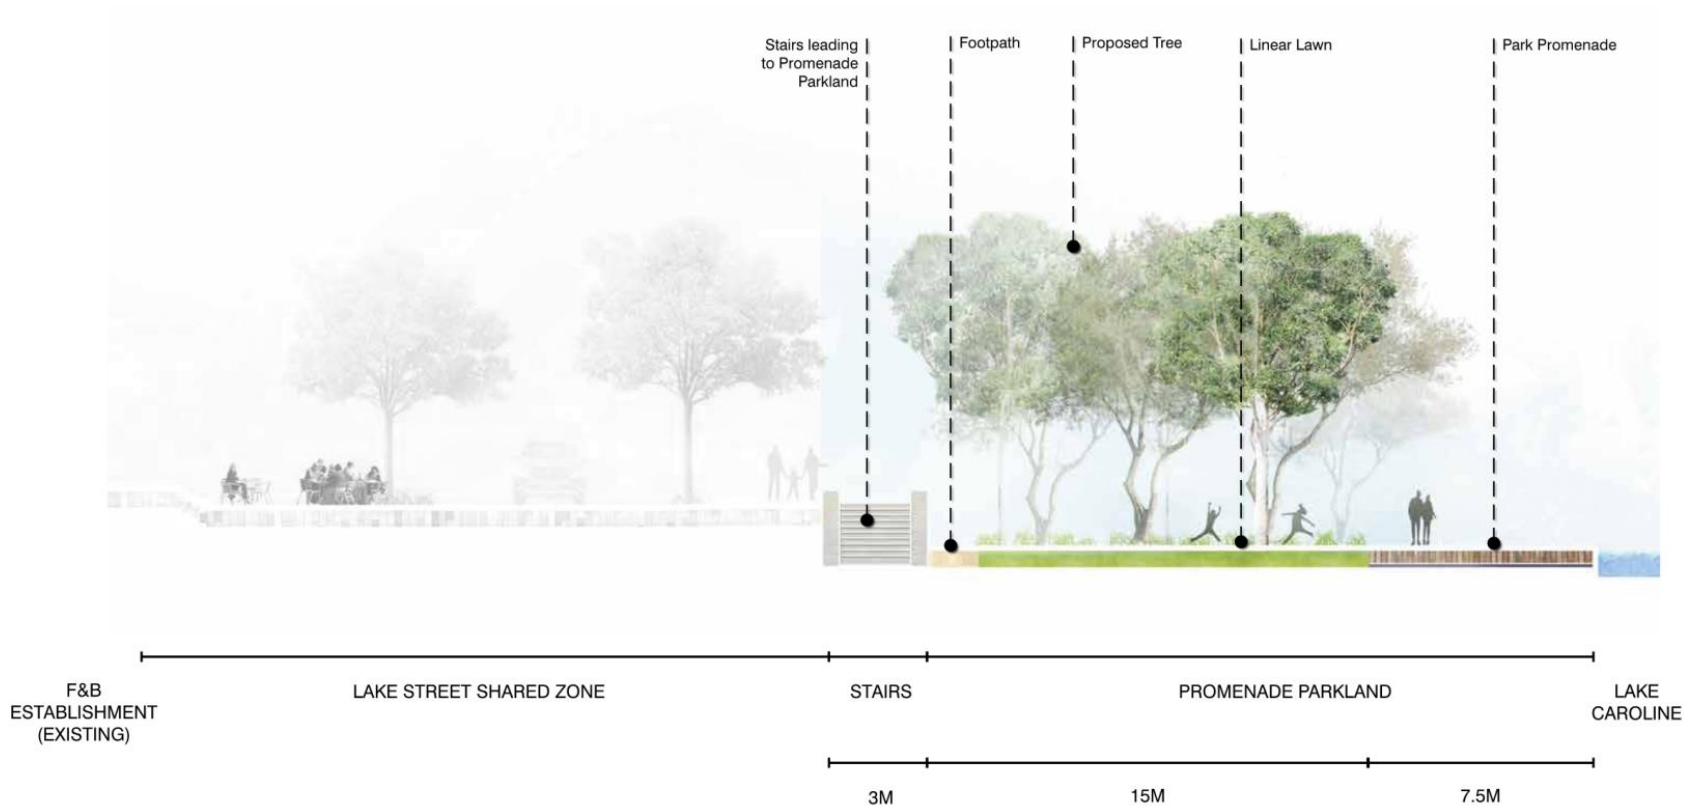 Stairs leading
to Promenade
Parkland
Footpath
Proposed Tree
Linear Lawn
Park Promenade
F&B
ESTABLISHMENT
(EXISTING)
LAKE STREET SHARED ZONE
STAIRS
PROMENADE PARKLAND
LAKE
CAROLINE
3M
15M
7.5M